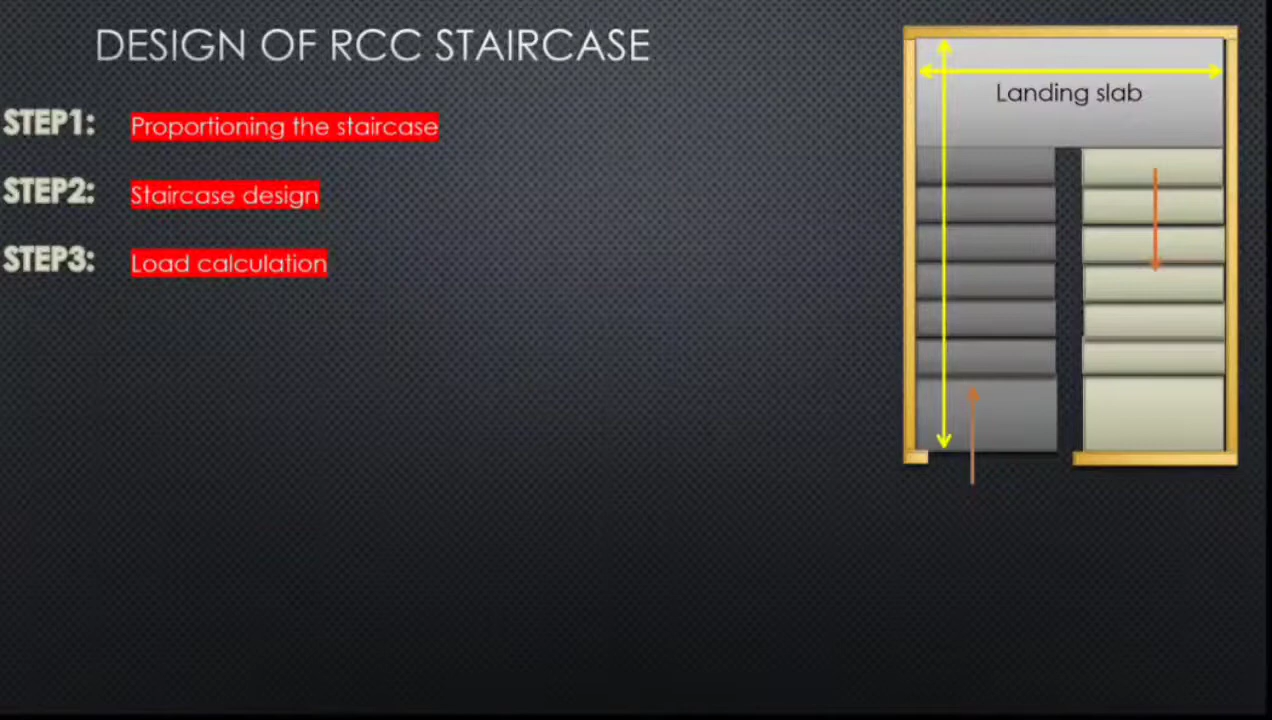 DESIGN OF RCC STAIRCASE
STEP1: Proportioning the staircase
STEP2: Staircase design
STEP3: Load calculation
Landing slab